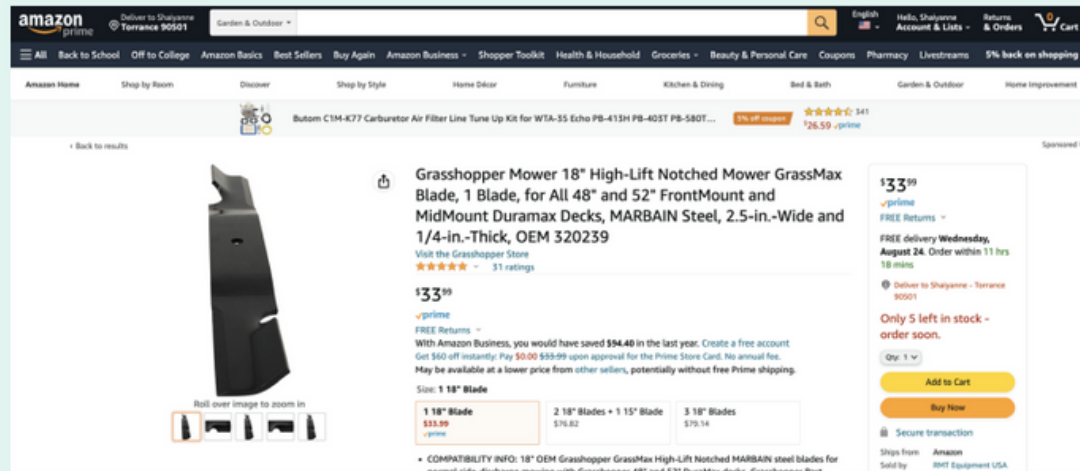 amazon
prime
Deliver to Shaiyanne
Torrance 90501
Garden & Outdoor
English
Hello, Shaiyanne
Account & Lists
Returns
& Orders
0
Cart
All Back to School Off to College Amazon Basics Best Sellers Buy Again Amazon Business Shopper Toolkit Health & Household Groceries Beauty & Personal Care Coupons Pharmacy Livestreams 5% back on shopping
Amazon Home Shop by Room Discover Shop by Style Home Décor Furniture Kitchen & Dining Bed & Bath Garden & Outdoor Home Improvement
Butom C1M-K77 Carburetor Air Filter Line Tune Up Kit for WTA-35 Echo PB-413H PB-403T PB-580T...
5% off coupon
341
$26.59 prime
‹ Back to results
Sponsored
Grasshopper Mower 18" High-Lift Notched Mower GrassMax
Blade, 1 Blade, for All 48" and 52" FrontMount and
MidMount Duramax Decks, MARBAIN Steel, 2.5-in.-Wide and
1/4-in.-Thick, OEM 320239
Visit the Grasshopper Store
31 ratings
$33 99
prime
FREE Returns
With Amazon Business, you would have saved $94.40 in the last year. Create a free account
Get $60 off instantly: Pay $0.00 $33.99 upon approval for the Prime Store Card. No annual fee.
May be available at a lower price from other sellers, potentially without free Prime shipping.
Size: 1 18" Blade
1 18" Blade
$33.99
prime
2 18" Blades + 1 15" Blade
$76.82
3 18" Blades
$79.14
• COMPATIBILITY INFO: 18" OEM Grasshopper GrassMax High-Lift Notched MARBAIN steel blades for
Roll over image to zoom in
$33 99
prime
FREE Returns
FREE delivery Wednesday,
August 24. Order within 11 hrs
18 mins
Deliver to Shaiyanne - Torrance
90501
Only 5 left in stock -
order soon.
Qty: 1
Add to Cart
Buy Now
Secure transaction
Ships from Amazon
Sold by RMT Equipment USA